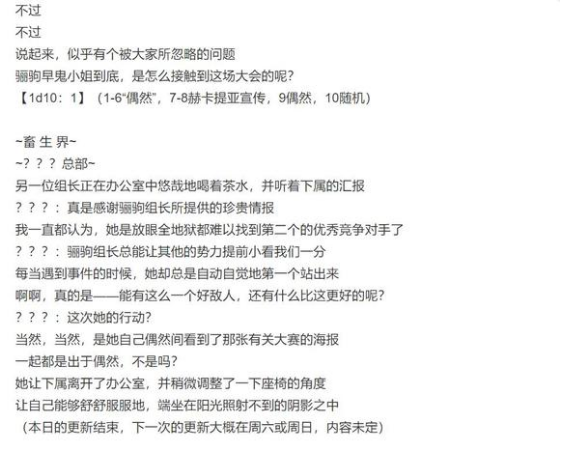 不过
不过
说起来，似乎有个被大家所忽略的问题
骊驹早鬼小姐到底，是怎么接触到这场大会的呢?
【1d10：1】（1-6“偶然”，7-8赫卡提亚宣传，9偶然，10随机）
~畜 生 界~
~？？？总部~
另一位组长正在办公室中悠哉地喝着茶水，并听着下属的汇报
？？？：真是感谢骊驹组长所提供的珍贵情报
我一直都认为，她是放眼全地狱都难以找到第二个的优秀竞争对手了
？？？：骊驹组长总能让其他的势力提前小看我们一分
每当遇到事件的时候，她却总是自动自觉地第一个站出来
啊啊，真的是——能有这么一个好敌人，还有什么比这更好的呢?
？？？：这次她的行动?
当然，当然，是她自己偶然间看到了那张有关大赛的海报
一起都是出于偶然，不是吗?
她让下属离开了办公室，并稍微调整了一下座椅的角度
让自己能够舒舒服服地，端坐在阳光照射不到的阴影之中
（本日的更新结束，下一次的更新大概在周六或周日，内容未定）